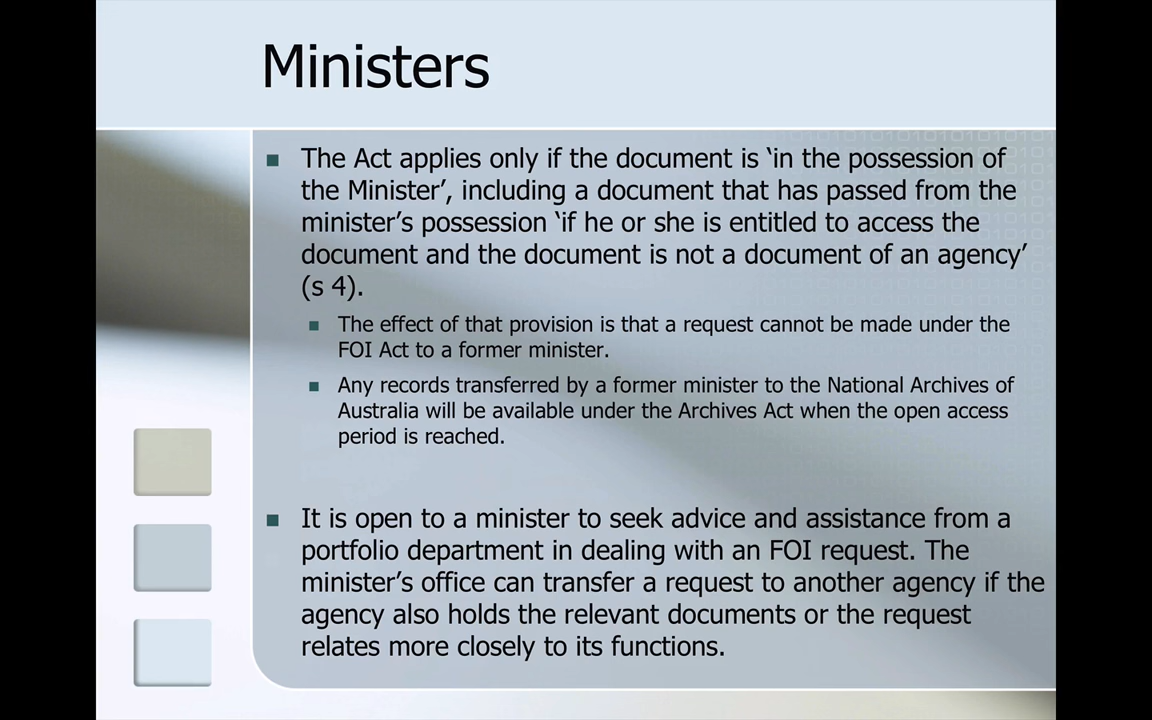 Ministers
The Act applies only if the document is ‘in the possession of
the Minister’, including a document that has passed from the
minister’s possession ‘if he or she is entitled to access the
document and the document is not a document of an agency’
(s 4).
The effect of that provision is that a request cannot be made under the
FOI Act to a former minister.
Any records transferred by a former minister to the National Archives of
Australia will be available under the Archives Act when the open access
period is reached.
It is open to a minister to seek advice and assistance from a
portfolio department in dealing with an FOI request. The
minister’s office can transfer a request to another agency if the
agency also holds the relevant documents or the request
relates more closely to its functions.